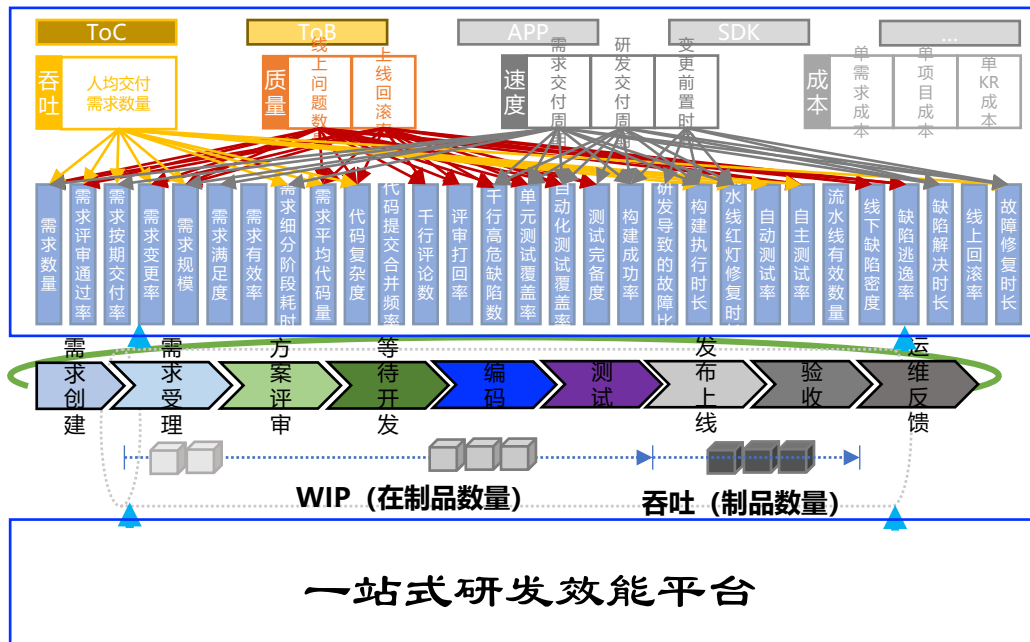 ToC
ToB
APP
SDK
...
吞吐
人均交付
需求数量
质量
线上问题数
上线回滚率
速度
需求交付周期
研发交付周期
变更前置时
成本
单需求成本
单项目成本
单KR成本
需求数量
需求评审通过率
需求按期交付率
需求变更率
需求规模
需求满足度
需求有效率
需求细分阶段耗时
需求平均代码量
代码复杂度
代码提交合并频率
千行评论数
评审打回率
千行高危缺陷数
单元测试覆盖率
自动化测试覆盖率
测试完备度
构建成功率
研发导致的故障比
构建执行时长
水线红灯修复时长
自动测试率
自主测试率
流水线有效数量
线下缺陷密度
缺陷逃逸率
缺陷解决时长
线上回滚率
故障修复时长
需求创建
需求受理
方案评审
等待开发
编码
测试
发布上线
验收
运维反馈
WIP（在制品数量）
吞吐（制品数量）
一站式研发效能平台